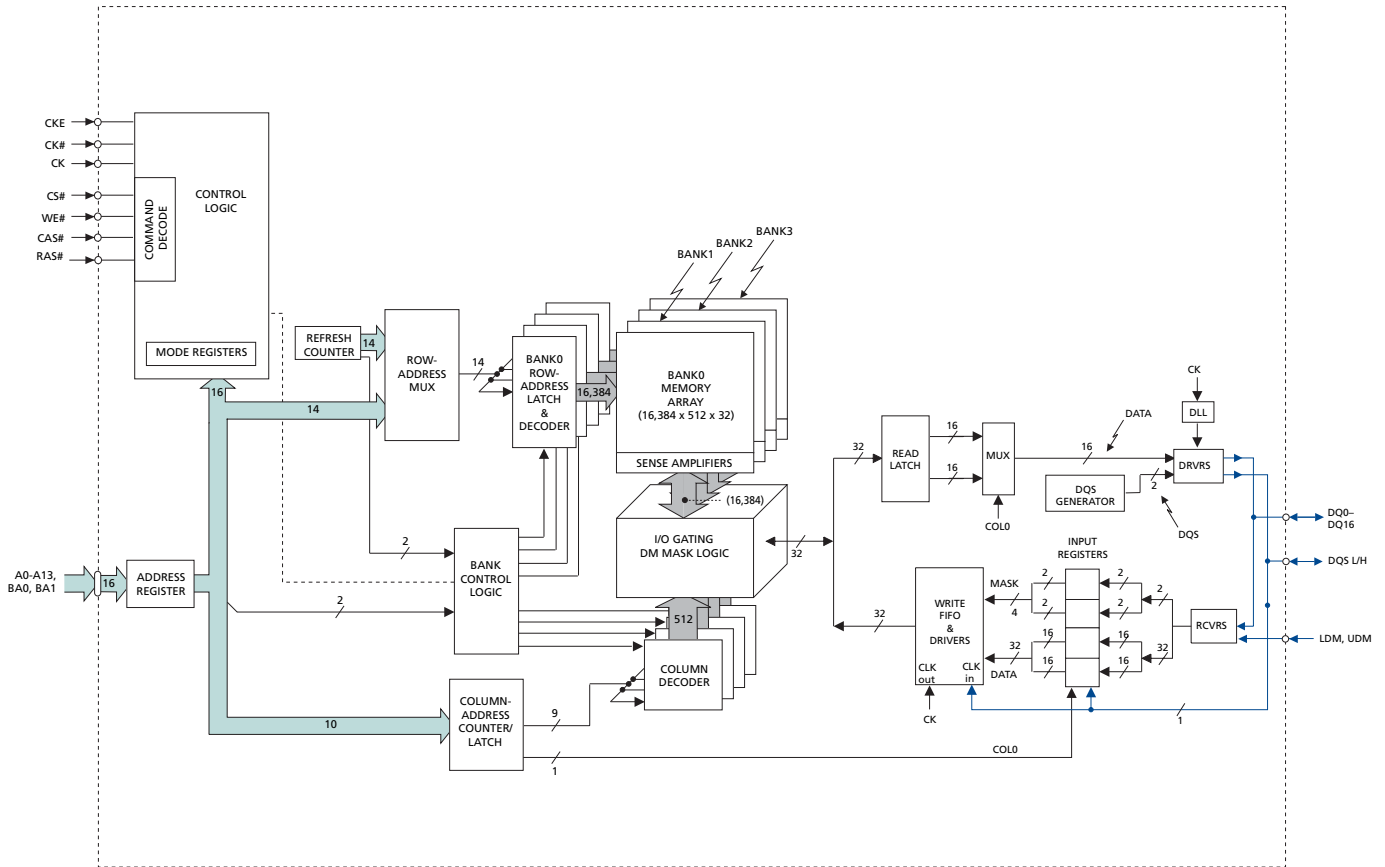 CKE
CK#
CK
CS#
WE#
CAS#
RAS#
COMMAND
DECODE
CONTROL
LOGIC
MODE REGISTERS
16
14
REFRESH
COUNTER
14
ROW-
ADDRESS
MUX
14
BANK0
ROW-
ADDRESS
LATCH
&
DECODER
16,384
BANK1
BANK2
BANK3
BANK0
MEMORY
ARRAY
(16,384 x 512 x 32)
SENSE AMPLIFIERS
(16,384)
I/O GATING
DM MASK LOGIC
32
2
2
BANK
CONTROL
LOGIC
512
COLUMN
DECODER
A0-A13,
BA0, BA1
16
ADDRESS
REGISTER
10
COLUMN-
ADDRESS
COUNTER/
LATCH
9
1
COL0
32
READ
LATCH
16
16
MUX
COL0
DATA
16
CK
DLL
DRVRS
DQS
GENERATOR
2
DQS
DQ0–
DQ16
DQS L/H
LDM, UDM
INPUT
REGISTERS
32
WRITE
FIFO
&
DRIVERS
CLK
out
CLK
in
CK
MASK
4
32
DATA
2
2
16
16
2
2
16
16
2
32
RCVRS
1